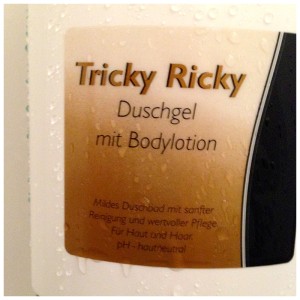 Tricky Ricky
Duschgel
mit Bodylotion
Mildes Duschbad mit sanfter
Reinigung und wertvoller Pflege
Für Haut und Haar
pH - hautneutral